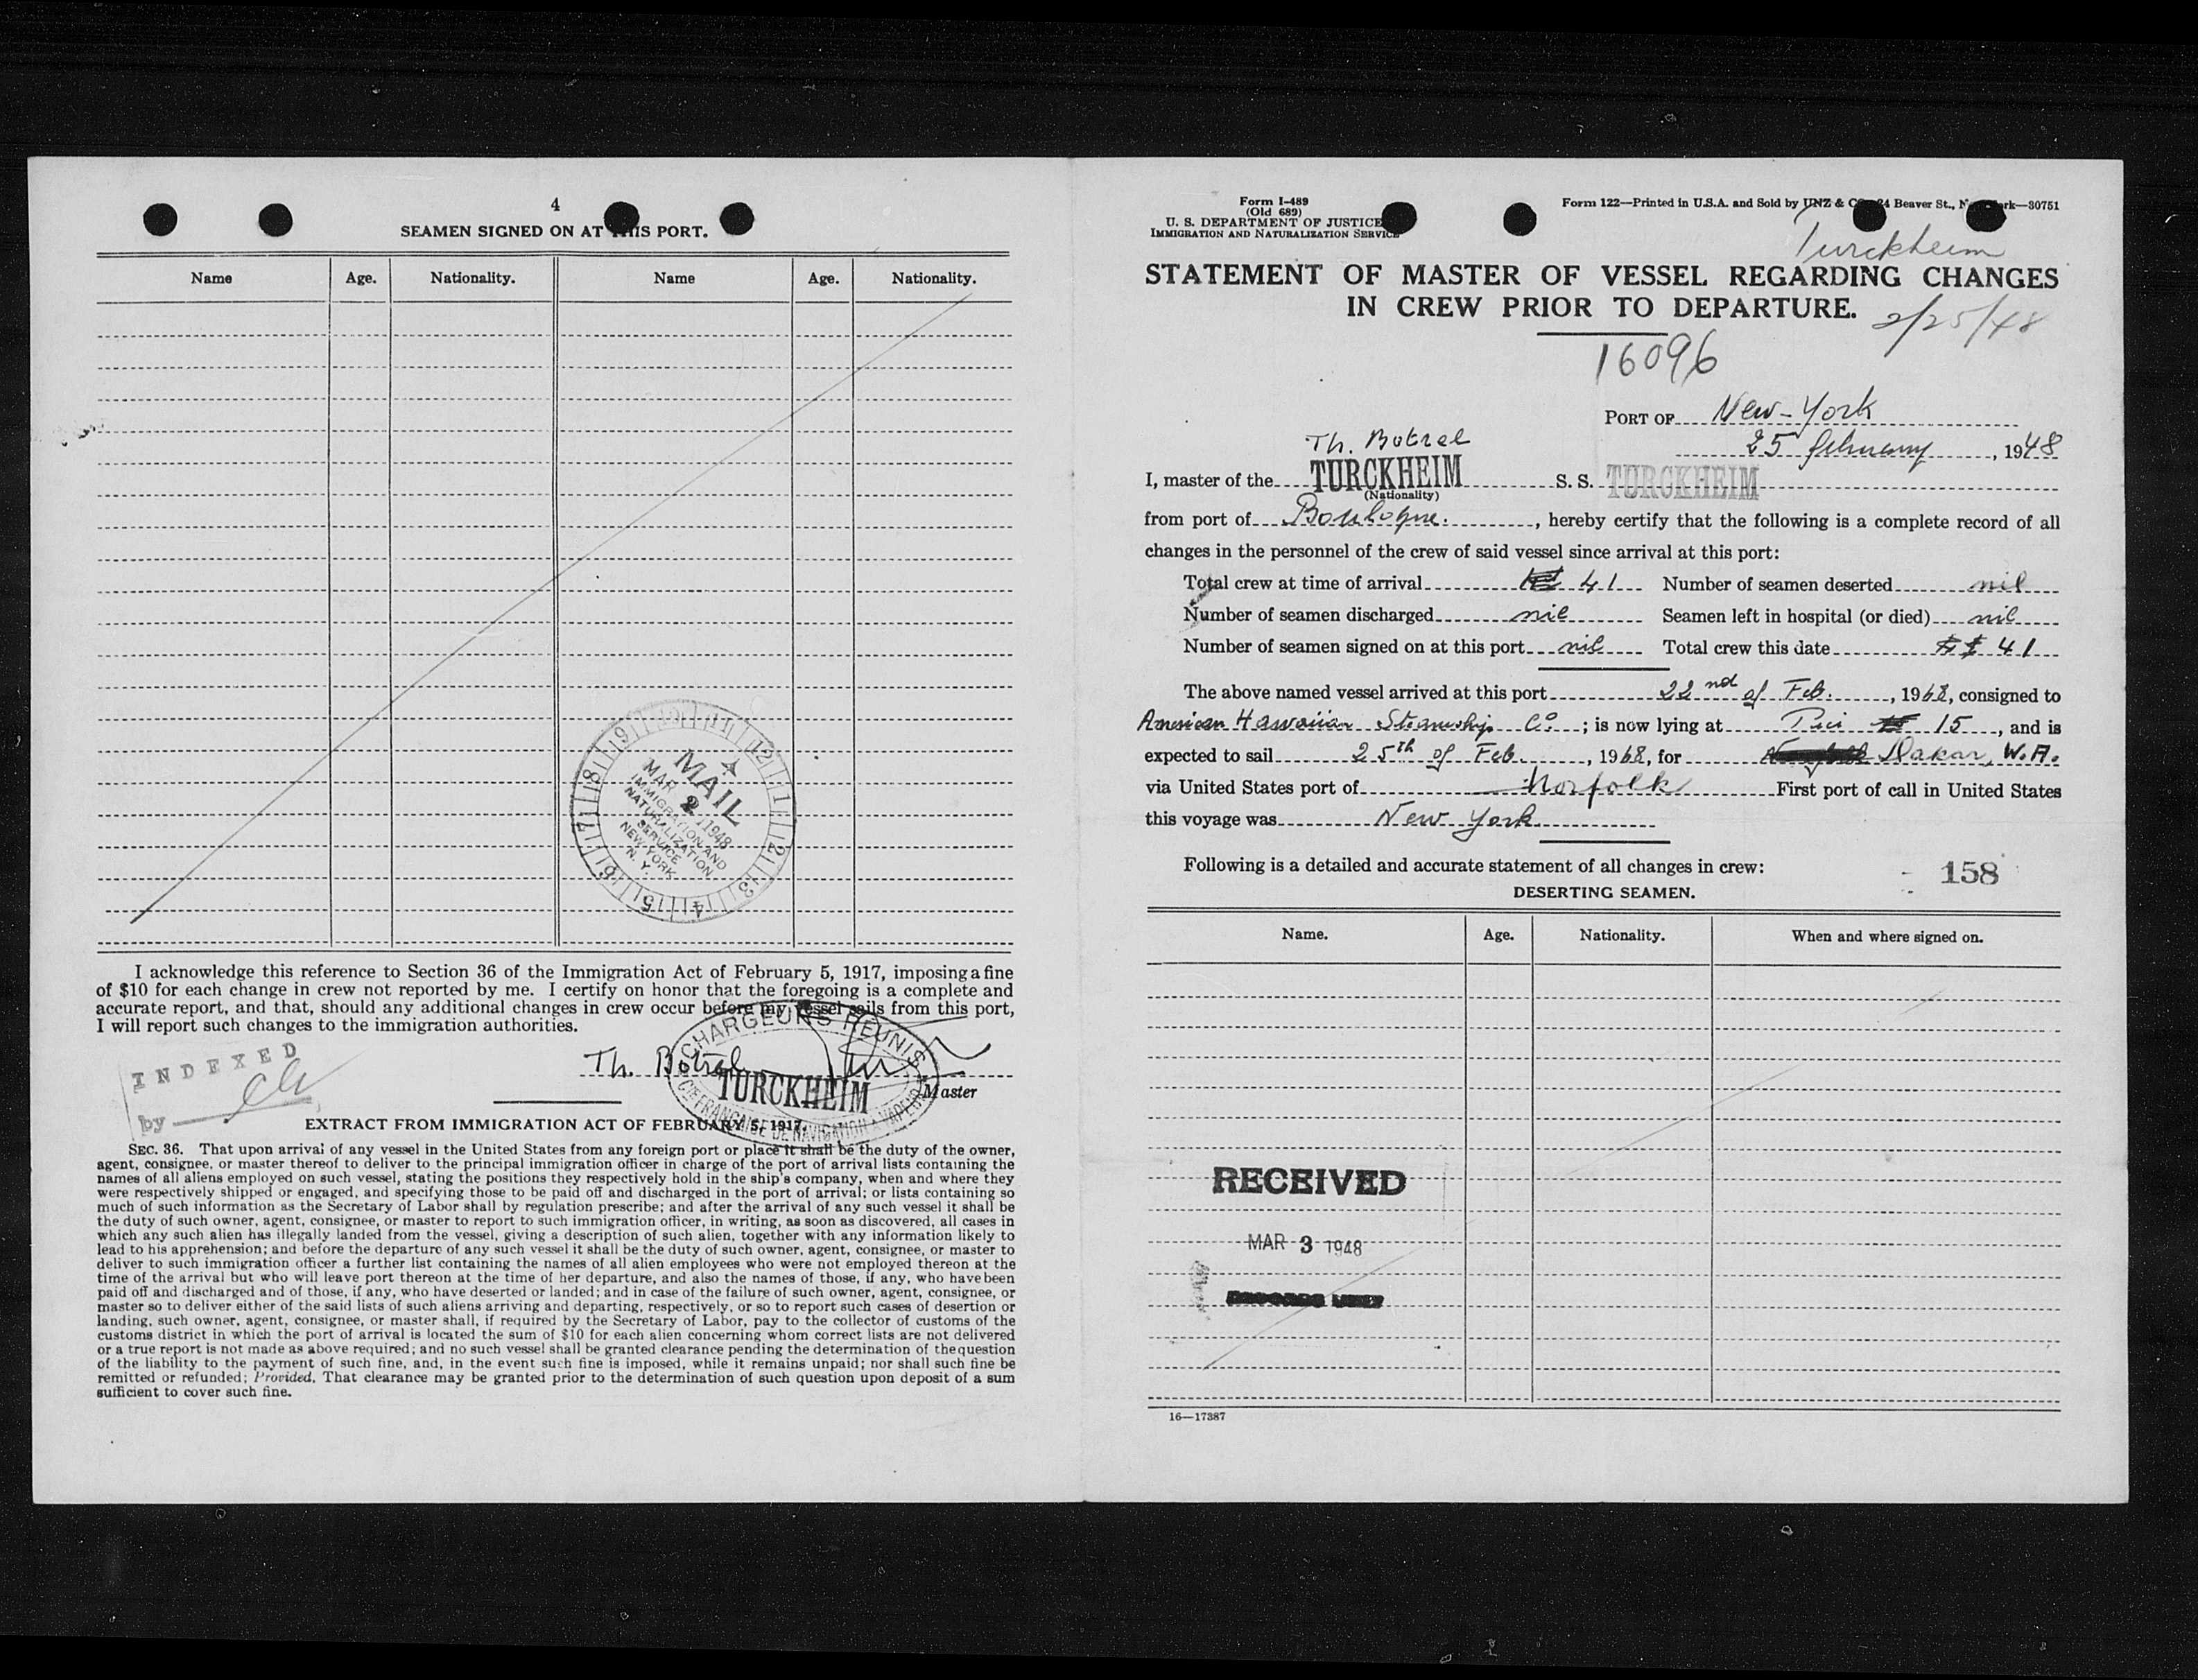 4
SEAMEN SIGNED ON AT THIS PORT.
Name Age. Nationality. Name Age. Nationality.
MAIL
MAR 2 1948
IMMIGRATION AND
NATURALIZATION
SERVICE
NEW YORK
N. Y.
I acknowledge this reference to Section 36 of the Immigration Act of February 5, 1917, imposing a fine
of $10 for each change in crew not reported by me. I certify on honor that the foregoing is a complete and
accurate report, and that, should any additional changes in crew occur before my vessel sails from this port,
I will report such changes to the immigration authorities.
INDEXED
by
Th. Botrel
CHARGEURS REUNIS
TURCKHEIM
CIE FRANCAISE DE NAVIGATION A VAPEUR
Master
EXTRACT FROM IMMIGRATION ACT OF FEBRUARY 5, 1917.
SEC. 36. That upon arrival of any vessel in the United States from any foreign port or place it shall be the duty of the owner,
agent, consignee, or master thereof to deliver to the principal immigration officer in charge of the port of arrival lists containing the
names of all aliens employed on such vessel, stating the positions they respectively hold in the ship's company, when and where they
were respectively shipped or engaged, and specifying those to be paid off and discharged in the port of arrival; or lists containing so
much of such information as the Secretary of Labor shall by regulation prescribe; and after the arrival of any such vessel it shall be
the duty of such owner, agent, consignee, or master to report to such immigration officer, in writing, as soon as discovered, all cases in
which any such alien has illegally landed from the vessel, giving a description of such alien, together with any information likely to
lead to his apprehension; and before the departure of any such vessel it shall be the duty of such owner, agent, consignee, or master to
deliver to such immigration officer a further list containing the names of all alien employees who were not employed thereon at the
time of the arrival but who will leave port thereon at the time of her departure, and also the names of those, if any, who have been
paid off and discharged and of those, if any, who have deserted or landed; and in case of the failure of such owner, agent, consignee, or
master so to deliver either of the said lists of such aliens arriving and departing, respectively, or so to report such cases of desertion or
landing, such owner, agent, consignee, or master shall, if required by the Secretary of Labor, pay to the collector of customs of the
customs district in which the port of arrival is located the sum of $10 for each alien concerning whom correct lists are not delivered
or a true report is not made as above required; and no such vessel shall be granted clearance pending the determination of the question
of the liability to the payment of such fine, and, in the event such fine is imposed, while it remains unpaid; nor shall such fine be
remitted or refunded; Provided, That clearance may be granted prior to the determination of such question upon deposit of a sum
sufficient to cover such fine.
Form I-489
(Old 689)
U. S. DEPARTMENT OF JUSTICE
IMMIGRATION AND NATURALIZATION SERVICE
Form 122—Printed in U.S.A. and Sold by UNZ & Co., 24 Beaver St., New York—30751
Turckheim
STATEMENT OF MASTER OF VESSEL REGARDING CHANGES
IN CREW PRIOR TO DEPARTURE.
2/25/48
16096
PORT OF New-York
25 february, 1948
Th. Botrel
I, master of the TURCKHEIM S. S. TURCKHEIM
(Nationality)
from port of Boulogne., hereby certify that the following is a complete record of all
changes in the personnel of the crew of said vessel since arrival at this port:
Total crew at time of arrival 41 Number of seamen deserted nil
Number of seamen discharged nil Seamen left in hospital (or died) nil
Number of seamen signed on at this port nil Total crew this date 41
The above named vessel arrived at this port 22nd of Feb., 1948, consigned to
American Hawaiian Steamship Co; is now lying at Pier 15, and is
expected to sail 25th of Feb, 1948, for Dakar, W.A.
via United States port of Norfolk First port of call in United States
this voyage was New York
Following is a detailed and accurate statement of all changes in crew:
158
DESERTING SEAMEN.
Name. Age. Nationality. When and where signed on.
RECEIVED
MAR 3 1948
16—17387